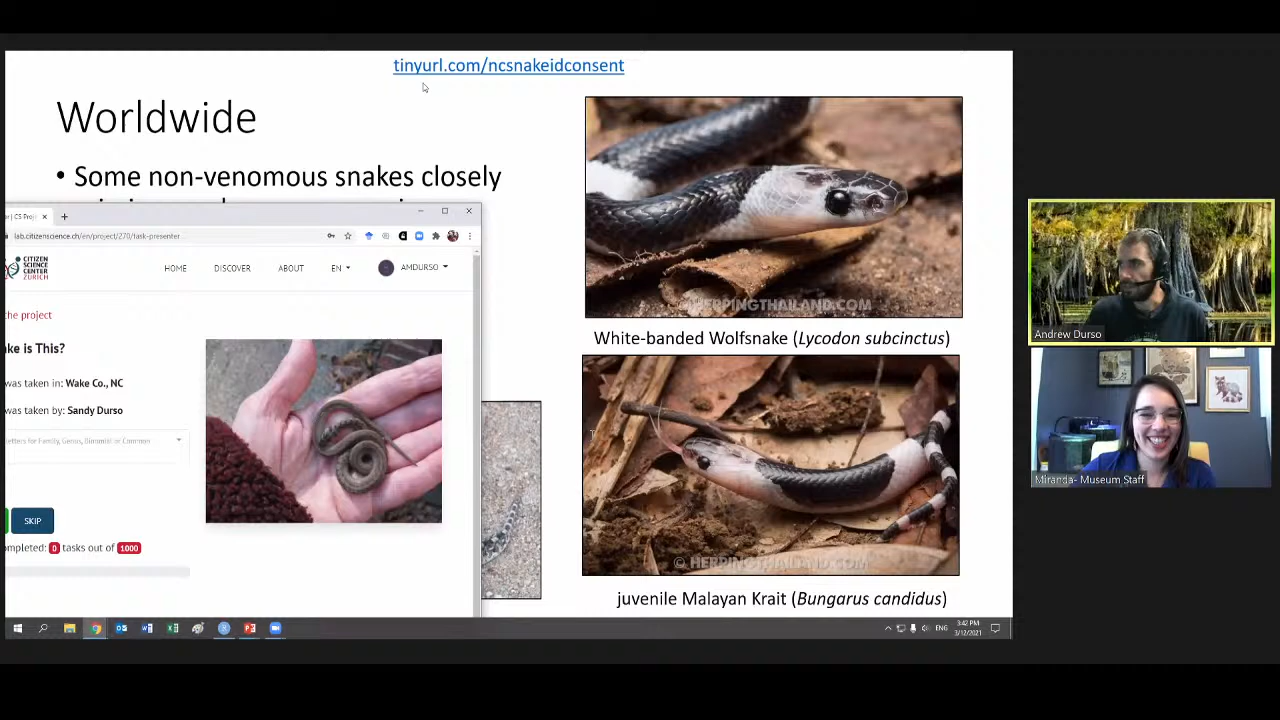 tinyurl.com/ncsnakeidconsent
Worldwide
• Some non-venomous snakes closely
CS Proj
lab.citizenscience.ch/en/project/270/task-presenter
CITIZEN
SCIENCE
CENTER
ZURICH
HOME DISCOVER ABOUT EN AMDURSO
the project
ke is This?
was taken in: Wake Co., NC
was taken by: Sandy Durso
etters for Family, Genus, Binomial or Common
SKIP
mpleted: 0 tasks out of 1000
HERPINGTHAILAND.COM
White-banded Wolfsnake (Lycodon subcinctus)
© HERPINGTHAILAND.COM
juvenile Malayan Krait (Bungarus candidus)
Andrew Durso
Miranda- Museum Staff
ENG
3:42 PM
3/12/2021